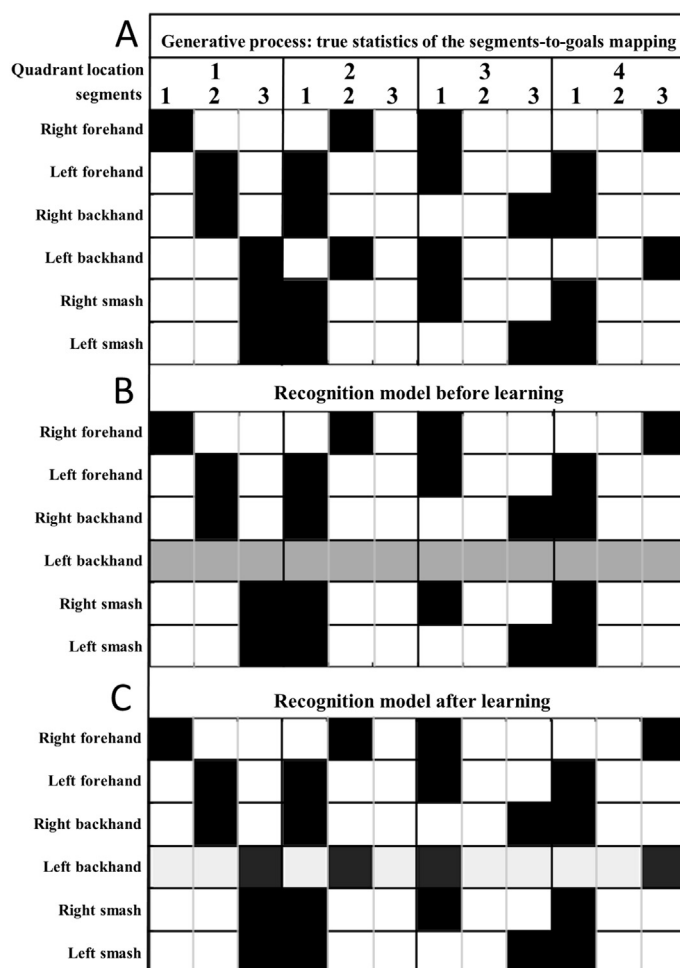 A
Generative process: true statistics of the segments-to-goals mapping
Quadrant location 1 2 3 4
segments 1 2 3 1 2 3 1 2 3 1 2 3
Right forehand
Left forehand
Right backhand
Left backhand
Right smash
Left smash
B Recognition model before learning
Right forehand
Left forehand
Right backhand
Left backhand
Right smash
Left smash
C Recognition model after learning
Right forehand
Left forehand
Right backhand
Left backhand
Right smash
Left smash